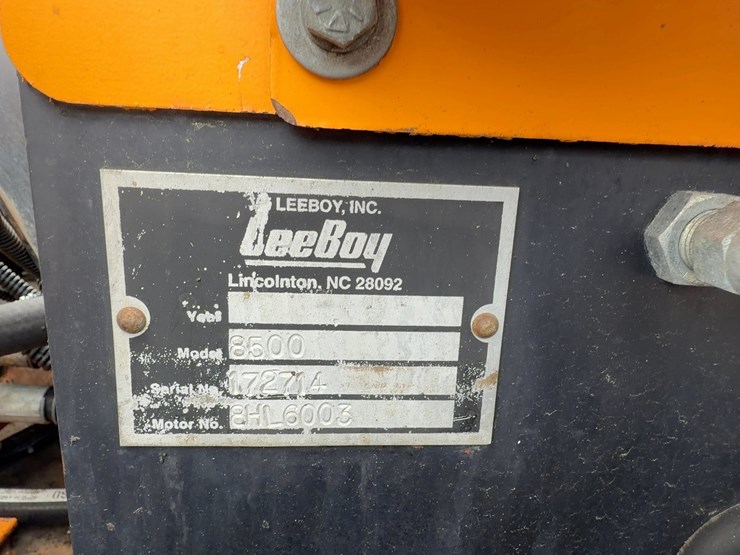 LEEBOY, INC.
LeeBoy
Lincolnton, NC 28092
Year
Model 8500
Serial No. 172714
Motor No. 8HL6003